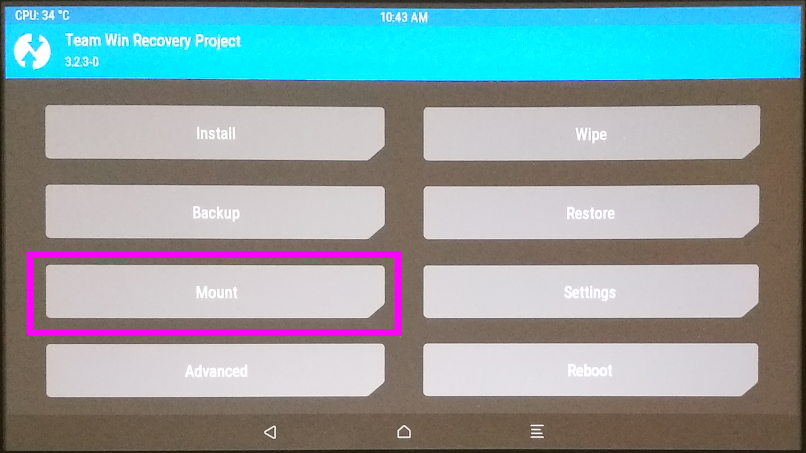 CPU: 34 °C
10:43 AM
Team Win Recovery Project
3.2.3-0
Install
Wipe
Backup
Restore
Mount
Settings
Advanced
Reboot